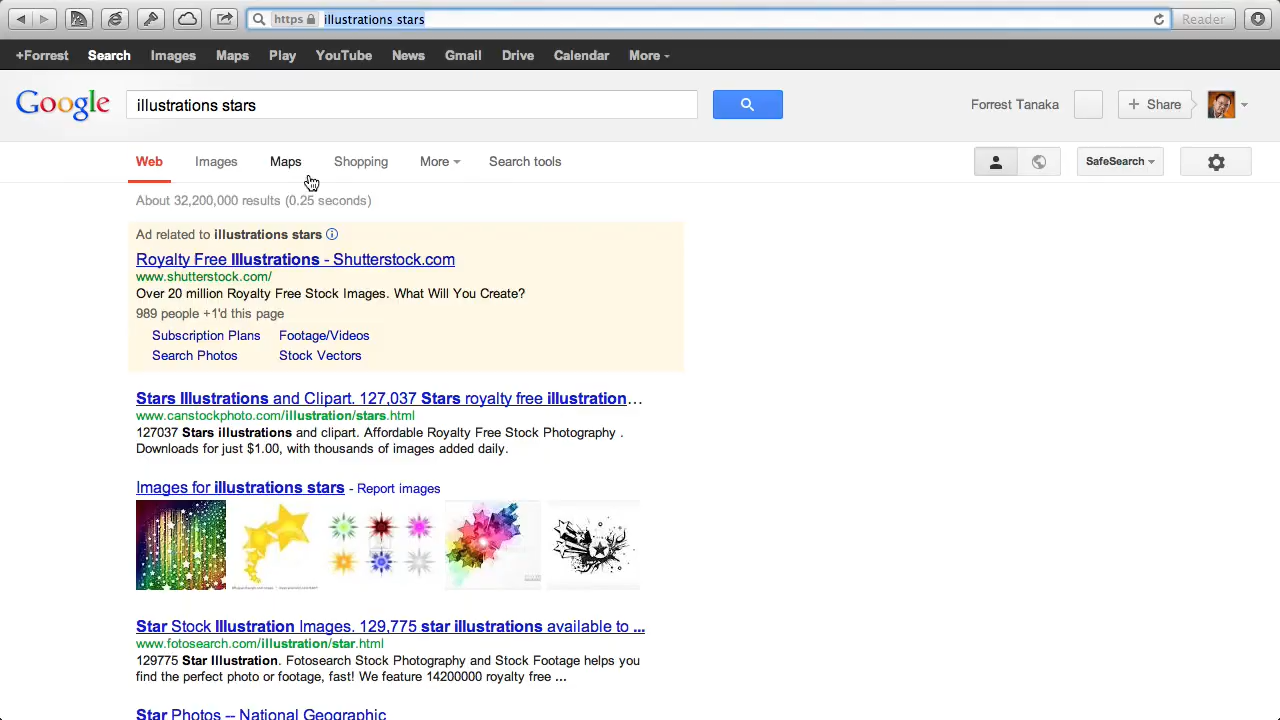 https illustrations stars Reader
+Forrest Search Images Maps Play YouTube News Gmail Drive Calendar More
Google illustrations stars Forrest Tanaka + Share
Web Images Maps Shopping More Search tools SafeSearch
About 32,200,000 results (0.25 seconds)
Ad related to illustrations stars
Royalty Free Illustrations - Shutterstock.com
www.shutterstock.com/
Over 20 million Royalty Free Stock Images. What Will You Create?
989 people +1'd this page
Subscription Plans Footage/Videos
Search Photos Stock Vectors
Stars Illustrations and Clipart. 127,037 Stars royalty free illustration...
www.canstockphoto.com/illustration/stars.html
127037 Stars illustrations and clipart. Affordable Royalty Free Stock Photography .
Downloads for just $1.00, with thousands of images added daily.
Images for illustrations stars - Report images
Star Stock Illustration Images. 129,775 star illustrations available to ...
www.fotosearch.com/illustration/star.html
129775 Star Illustration. Fotosearch Stock Photography and Stock Footage helps you
find the perfect photo or footage, fast! We feature 14200000 royalty free ...
Star Photos -- National Geographic